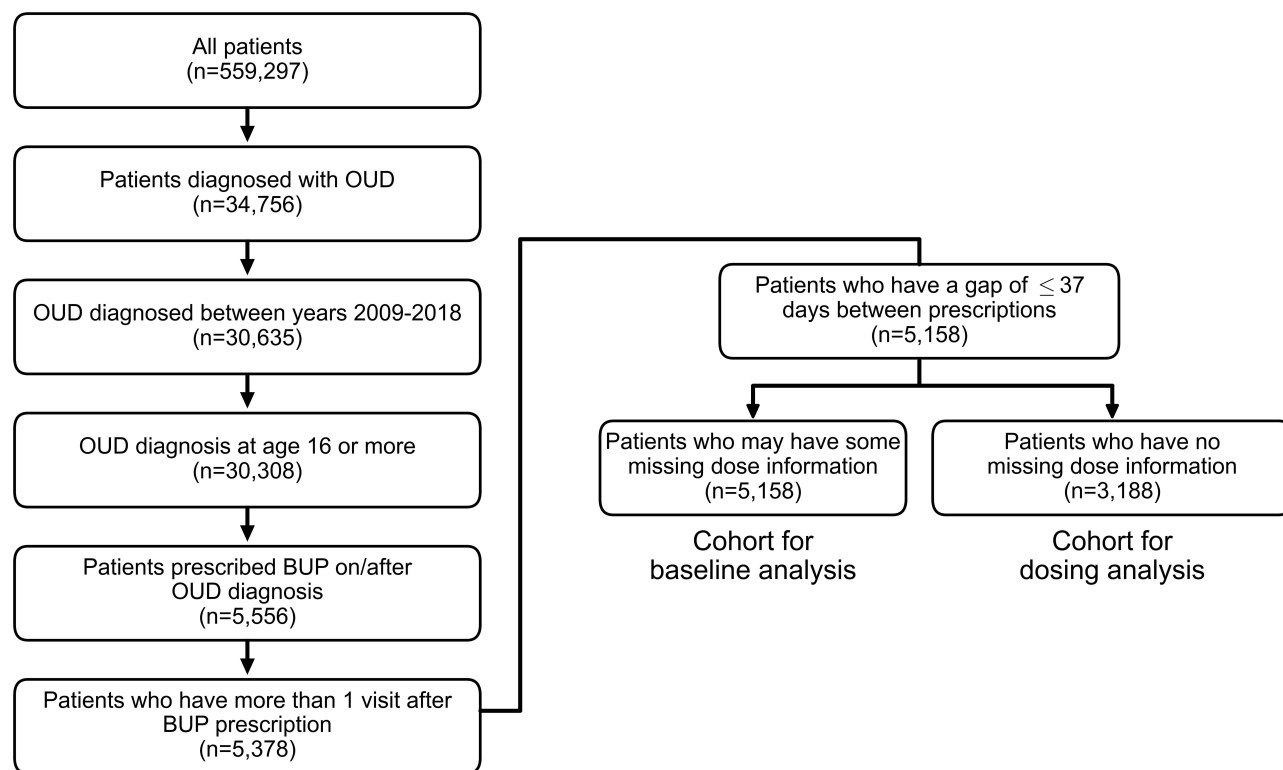 All patients
(n=559,297)
Patients diagnosed with OUD
(n=34,756)
OUD diagnosed between years 2009-2018
(n=30,635)
OUD diagnosis at age 16 or more
(n=30,308)
Patients prescribed BUP on/after
OUD diagnosis
(n=5,556)
Patients who have more than 1 visit after
BUP prescription
(n=5,378)
Patients who have a gap of ≤ 37
days between prescriptions
(n=5,158)
Patients who may have some
missing dose information
(n=5,158)
Cohort for
baseline analysis
Patients who have no
missing dose information
(n=3,188)
Cohort for
dosing analysis